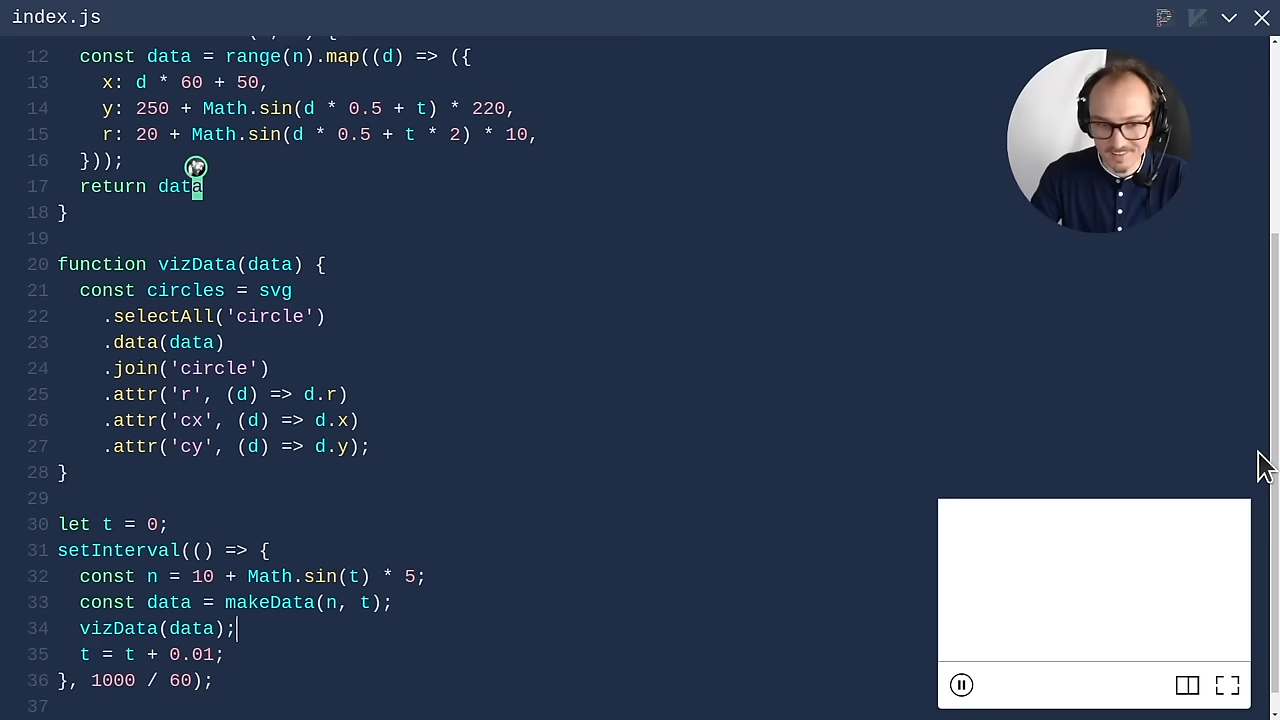 index.js
12 const data = range(n).map((d) => ({
13 x: d * 60 + 50,
14 y: 250 + Math.sin(d * 0.5 + t) * 220,
15 r: 20 + Math.sin(d * 0.5 + t * 2) * 10,
16 }));
17 return data
18 }
19
20 function vizData(data) {
21 const circles = svg
22 .selectAll('circle')
23 .data(data)
24 .join('circle')
25 .attr('r', (d) => d.r)
26 .attr('cx', (d) => d.x)
27 .attr('cy', (d) => d.y);
28 }
29
30 let t = 0;
31 setInterval(() => {
32 const n = 10 + Math.sin(t) * 5;
33 const data = makeData(n, t);
34 vizData(data);
35 t = t + 0.01;
36 }, 1000 / 60);
37